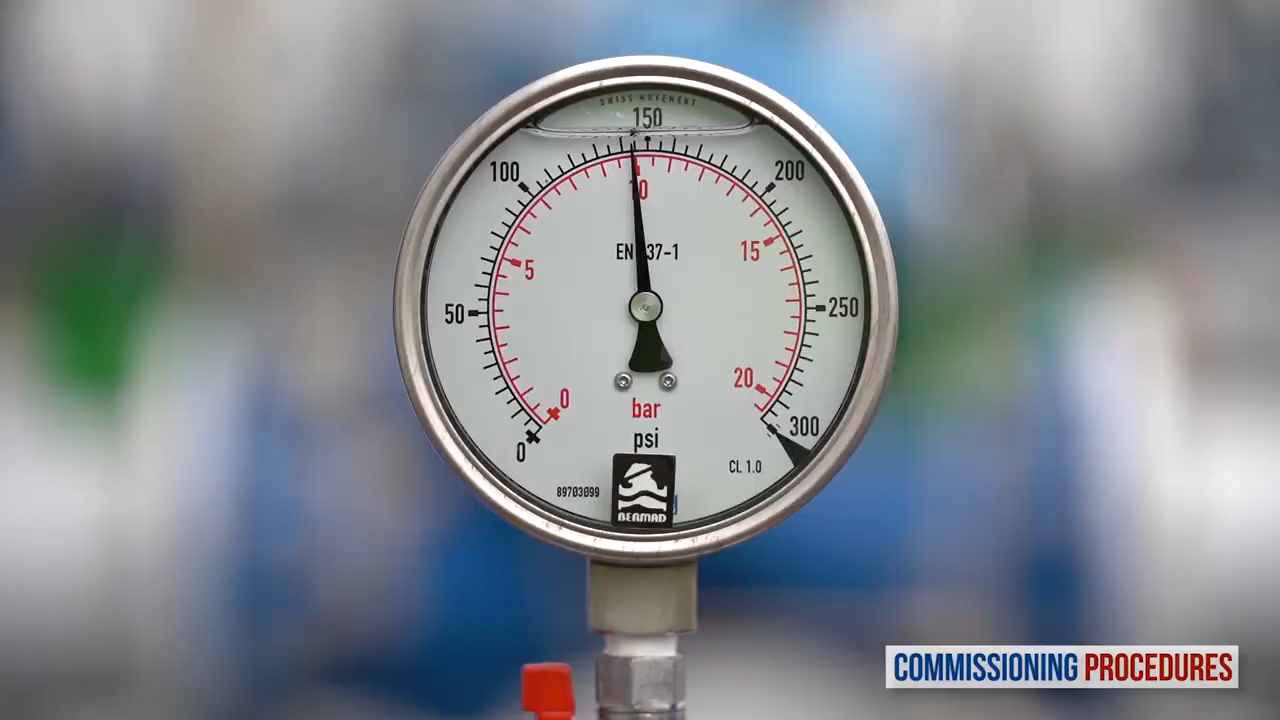 SWISS MOVEMENT
150
100
200
10
EN 37-1
15
5
50
250
20
0
bar
300
psi
0
CL 1.0
89703099
BERMAD
COMMISSIONING PROCEDURES